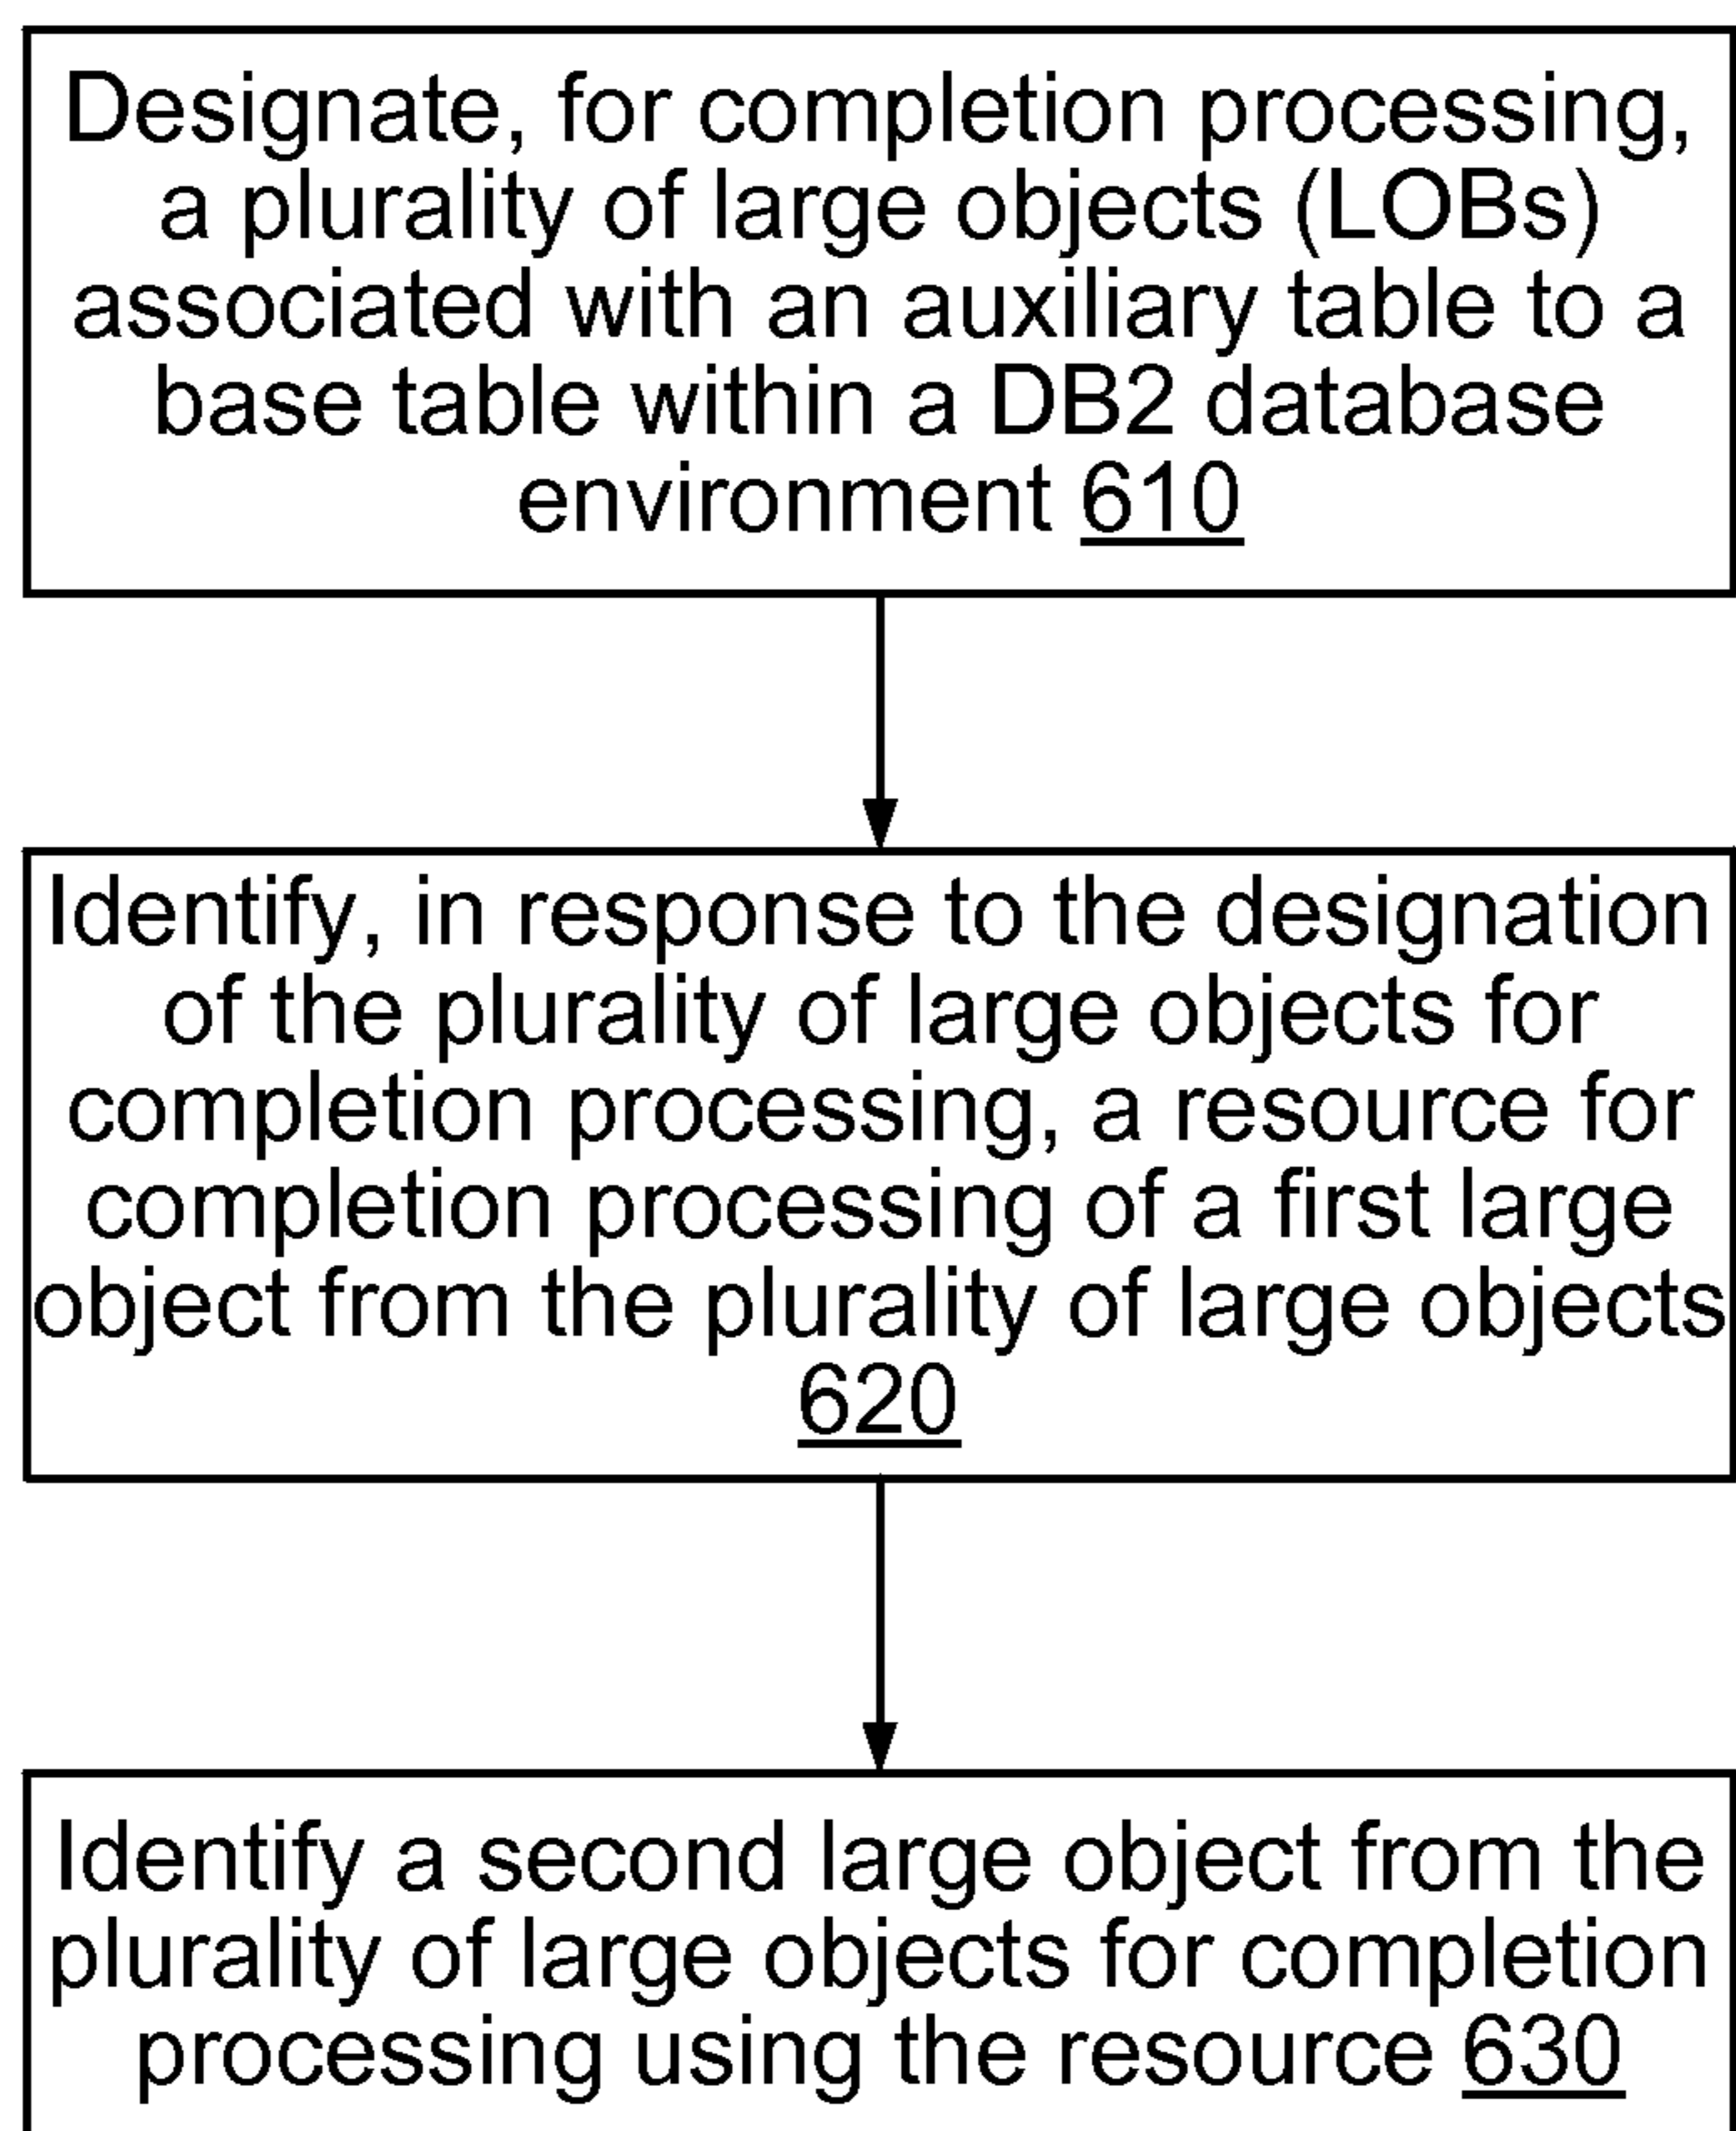 Designate, for completion processing,
a plurality of large objects (LOBs)
associated with an auxiliary table to a
base table within a DB2 database
environment 610
Identify, in response to the designation
of the plurality of large objects for
completion processing, a resource for
completion processing of a first large
object from the plurality of large objects
620
Identify a second large object from the
plurality of large objects for completion
processing using the resource 630